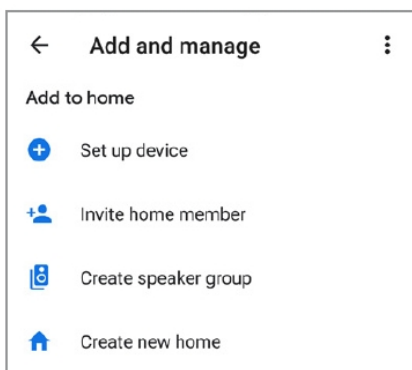 Add and manage
Add to home
Set up device
Invite home member
Create speaker group
Create new home